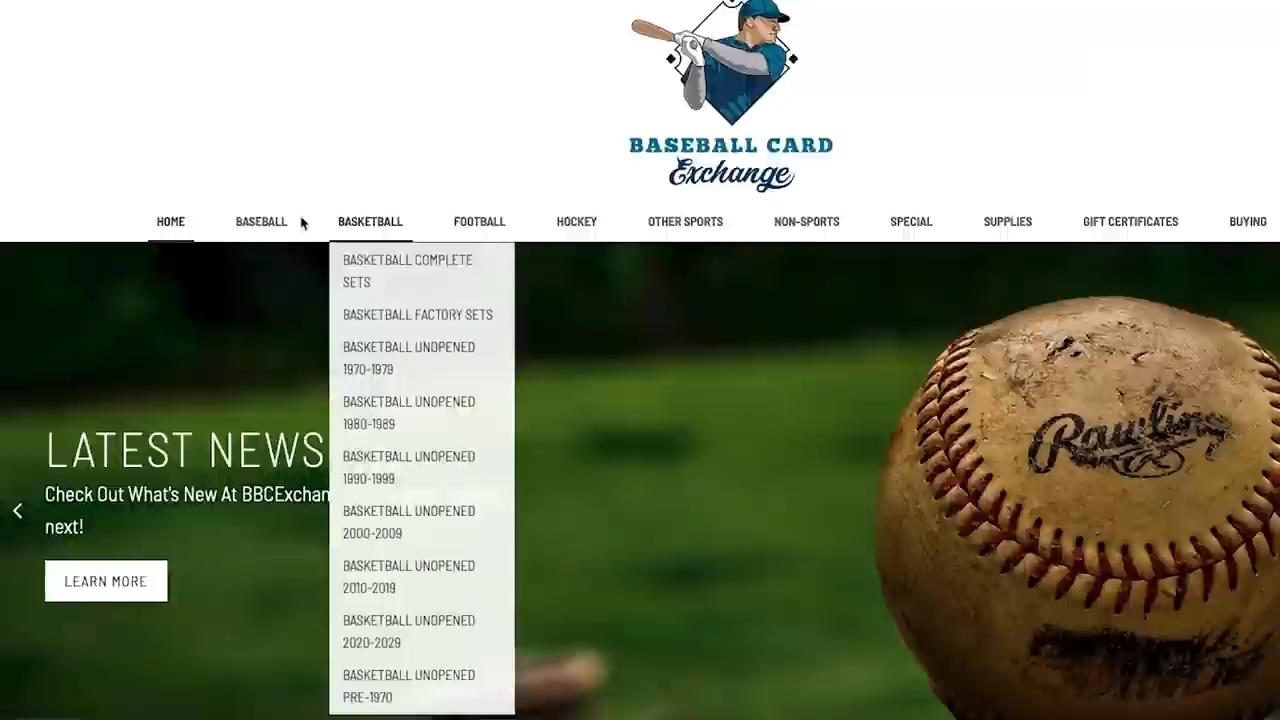 BASEBALL CARD
Exchange
HOME BASEBALL BASKETBALL FOOTBALL HOCKEY OTHER SPORTS NON-SPORTS SPECIAL SUPPLIES GIFT CERTIFICATES BUYING
BASKETBALL COMPLETE
SETS
BASKETBALL FACTORY SETS
BASKETBALL UNOPENED
1970-1979
BASKETBALL UNOPENED
1980-1989
BASKETBALL UNOPENED
1990-1999
BASKETBALL UNOPENED
2000-2009
BASKETBALL UNOPENED
2010-2019
BASKETBALL UNOPENED
2020-2029
BASKETBALL UNOPENED
PRE-1970
LATEST NEWS
Check Out What's New At BBCExchan
next!
LEARN MORE
Rawlings